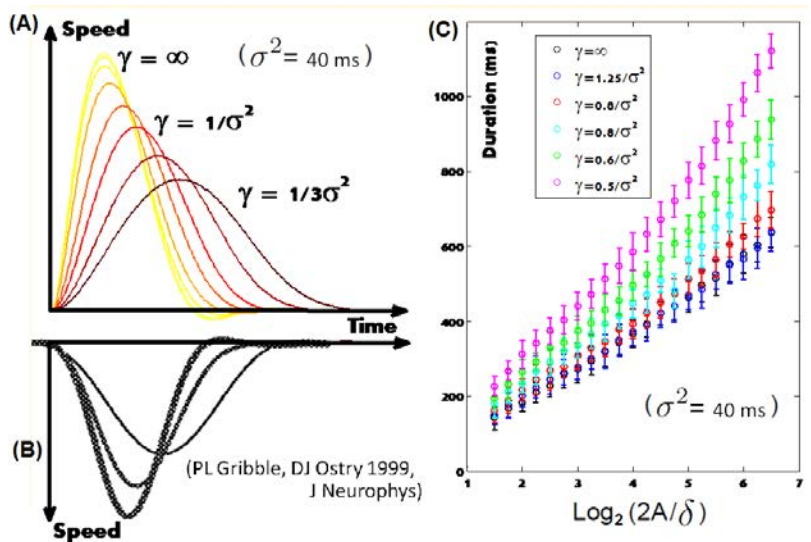 (A)
Speed
γ = ∞
(σ² = 40 ms)
γ = 1/σ²
γ = 1/3σ²
Time
(B)
(PL Gribble, DJ Ostry 1999,
J Neurophys)
Speed
(C)
Duration (ms)
1000
800
600
400
200
0
γ=∞
γ=1.25/σ²
γ=0.8/σ²
γ=0.8/σ²
γ=0.6/σ²
γ=0.5/σ²
(σ² = 40 ms)
1 2 3 4 5 6 7
Log₂ (2A/δ)